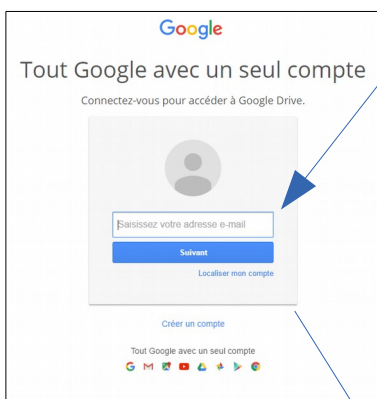 Google
Tout Google avec un seul compte
Connectez-vous pour accéder à Google Drive.
Saisissez votre adresse e-mail
Suivant
Localiser mon compte
Créer un compte
Tout Google avec un seul compte